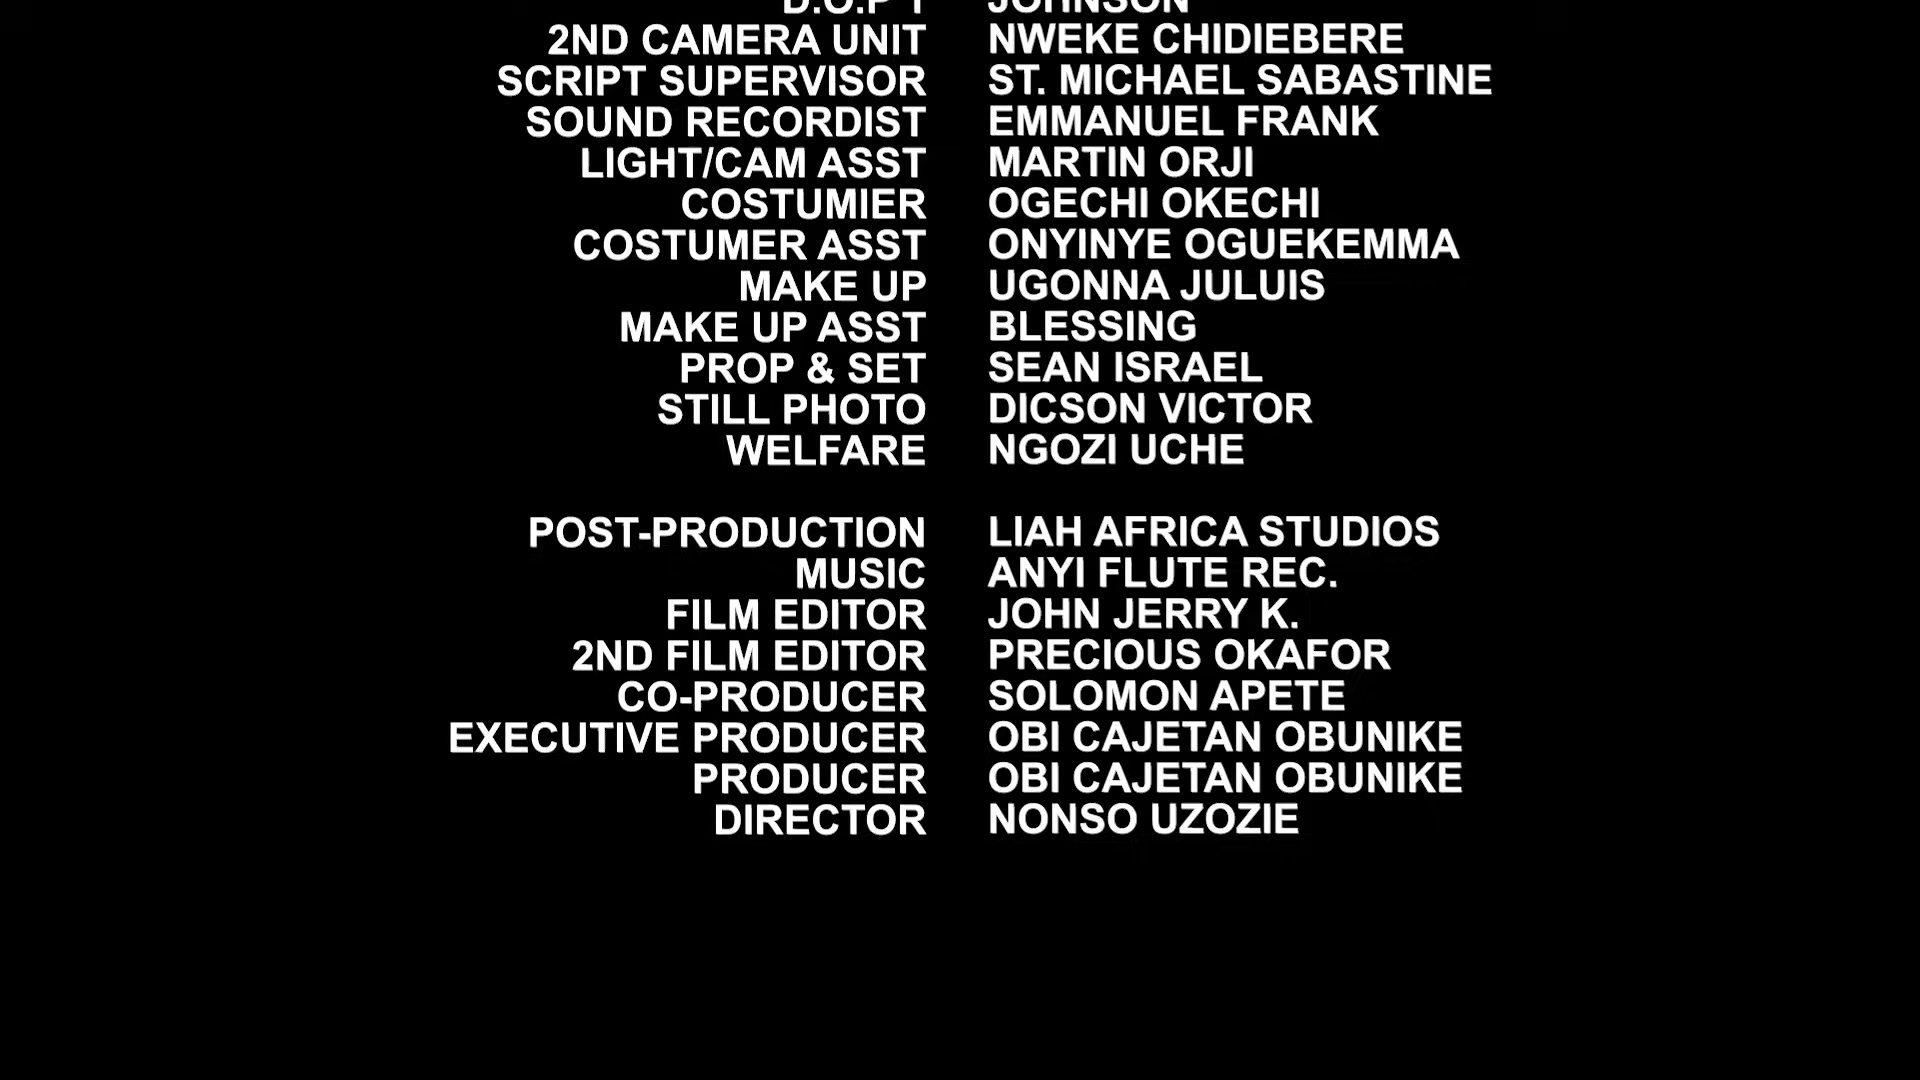 D.O.P 1 JOHNSON
2ND CAMERA UNIT NWEKE CHIDIEBERE
SCRIPT SUPERVISOR ST. MICHAEL SABASTINE
SOUND RECORDIST EMMANUEL FRANK
LIGHT/CAM ASST MARTIN ORJI
COSTUMIER OGECHI OKECHI
COSTUMER ASST ONYINYE OGUEKEMMA
MAKE UP UGONNA JULUIS
MAKE UP ASST BLESSING
PROP & SET SEAN ISRAEL
STILL PHOTO DICSON VICTOR
WELFARE NGOZI UCHE
POST-PRODUCTION LIAH AFRICA STUDIOS
MUSIC ANYI FLUTE REC.
FILM EDITOR JOHN JERRY K.
2ND FILM EDITOR PRECIOUS OKAFOR
CO-PRODUCER SOLOMON APETE
EXECUTIVE PRODUCER OBI CAJETAN OBUNIKE
PRODUCER OBI CAJETAN OBUNIKE
DIRECTOR NONSO UZOZIE